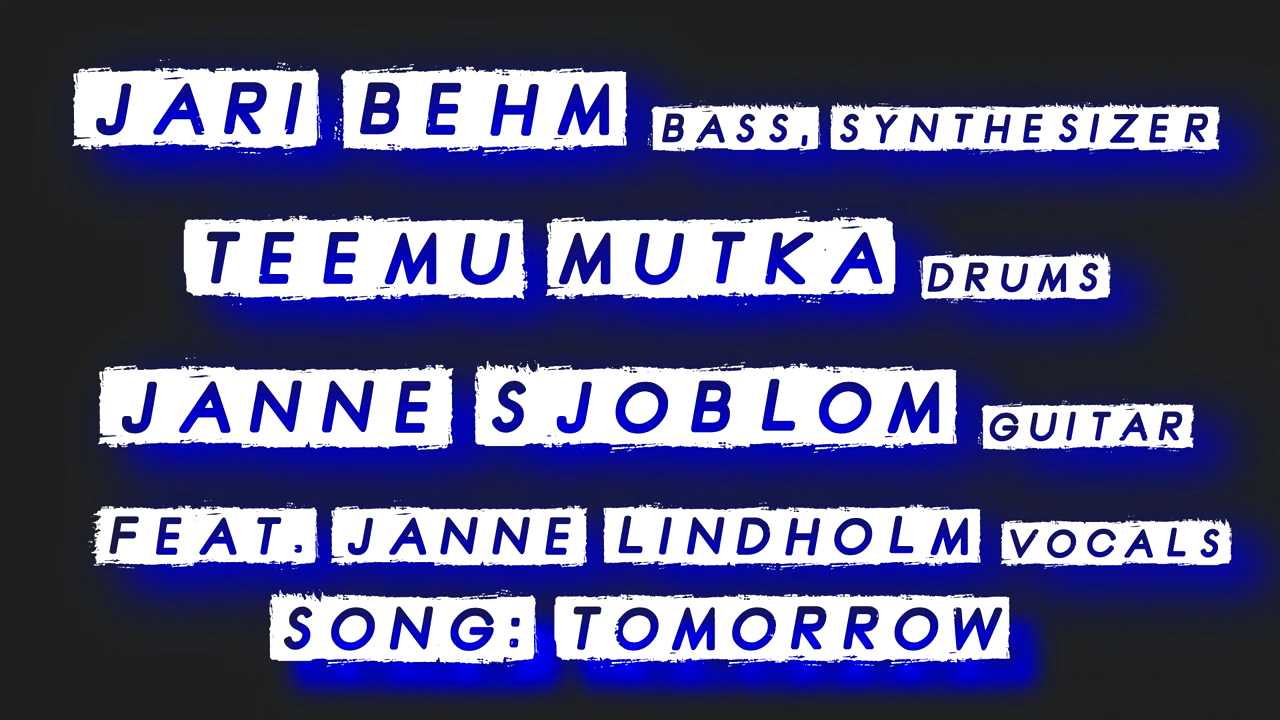 JARI BEHM BASS, SYNTHESIZER
TEEMU MUTKA DRUMS
JANNE SJOBLOM GUITAR
FEAT. JANNE LINDHOLM VOCALS
SONG: TOMORROW